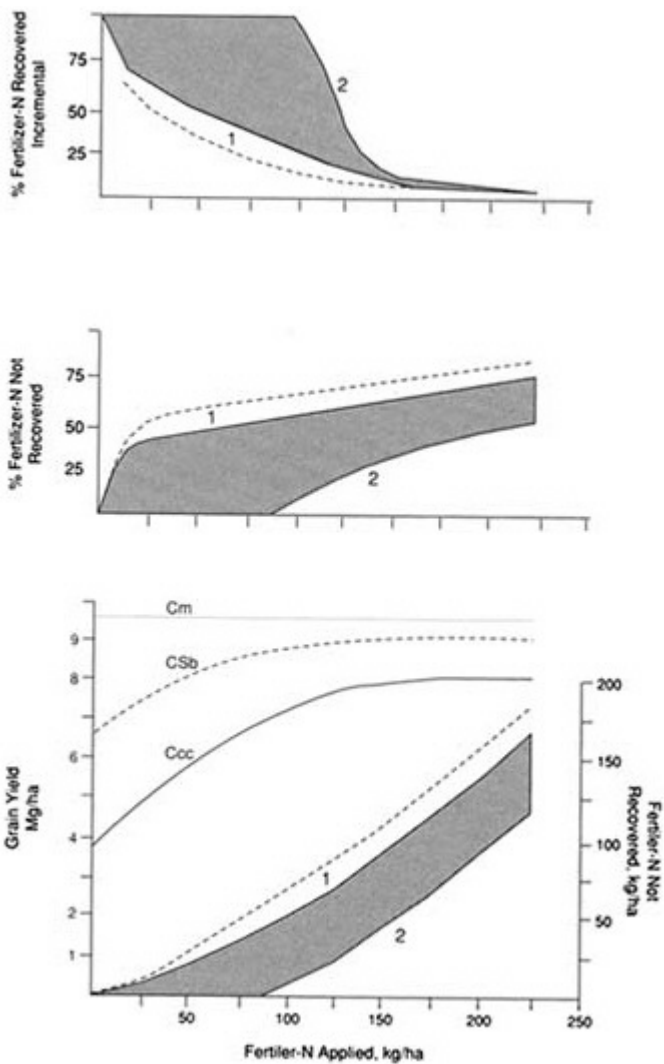 % Fertilizer-N Recovered
Incremental
75
50
25
1
2
% Fertilizer-N Not
Recovered
75
50
25
1
2
Grain Yield
Mg/ha
9
8
6
4
2
1
Cm
CSb
Ccc
1
2
200
150
100
50
Fertiler-N Not
Recovered, kg/ha
50
100
150
200
250
Fertiler-N Applied, kg/ha